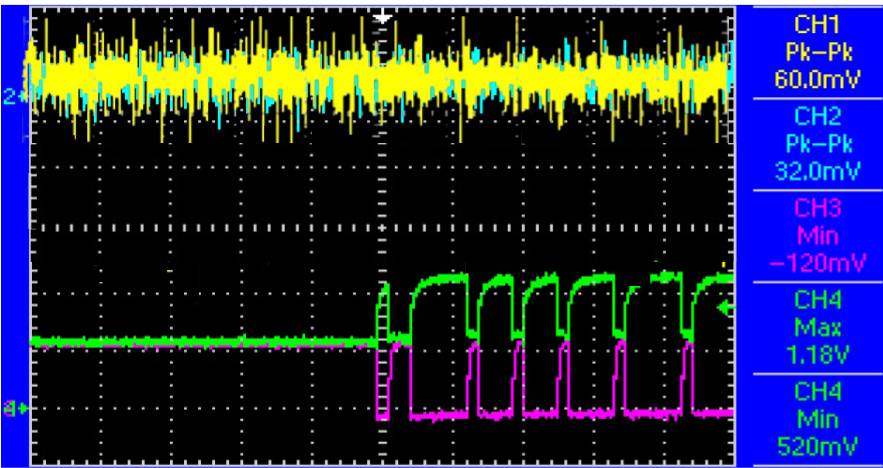 CH1
Pk-Pk
60.0mV
2
CH2
Pk-Pk
32.0mV
CH3
Min
-120mV
CH4
Max
1.18V
CH4
Min
520mV